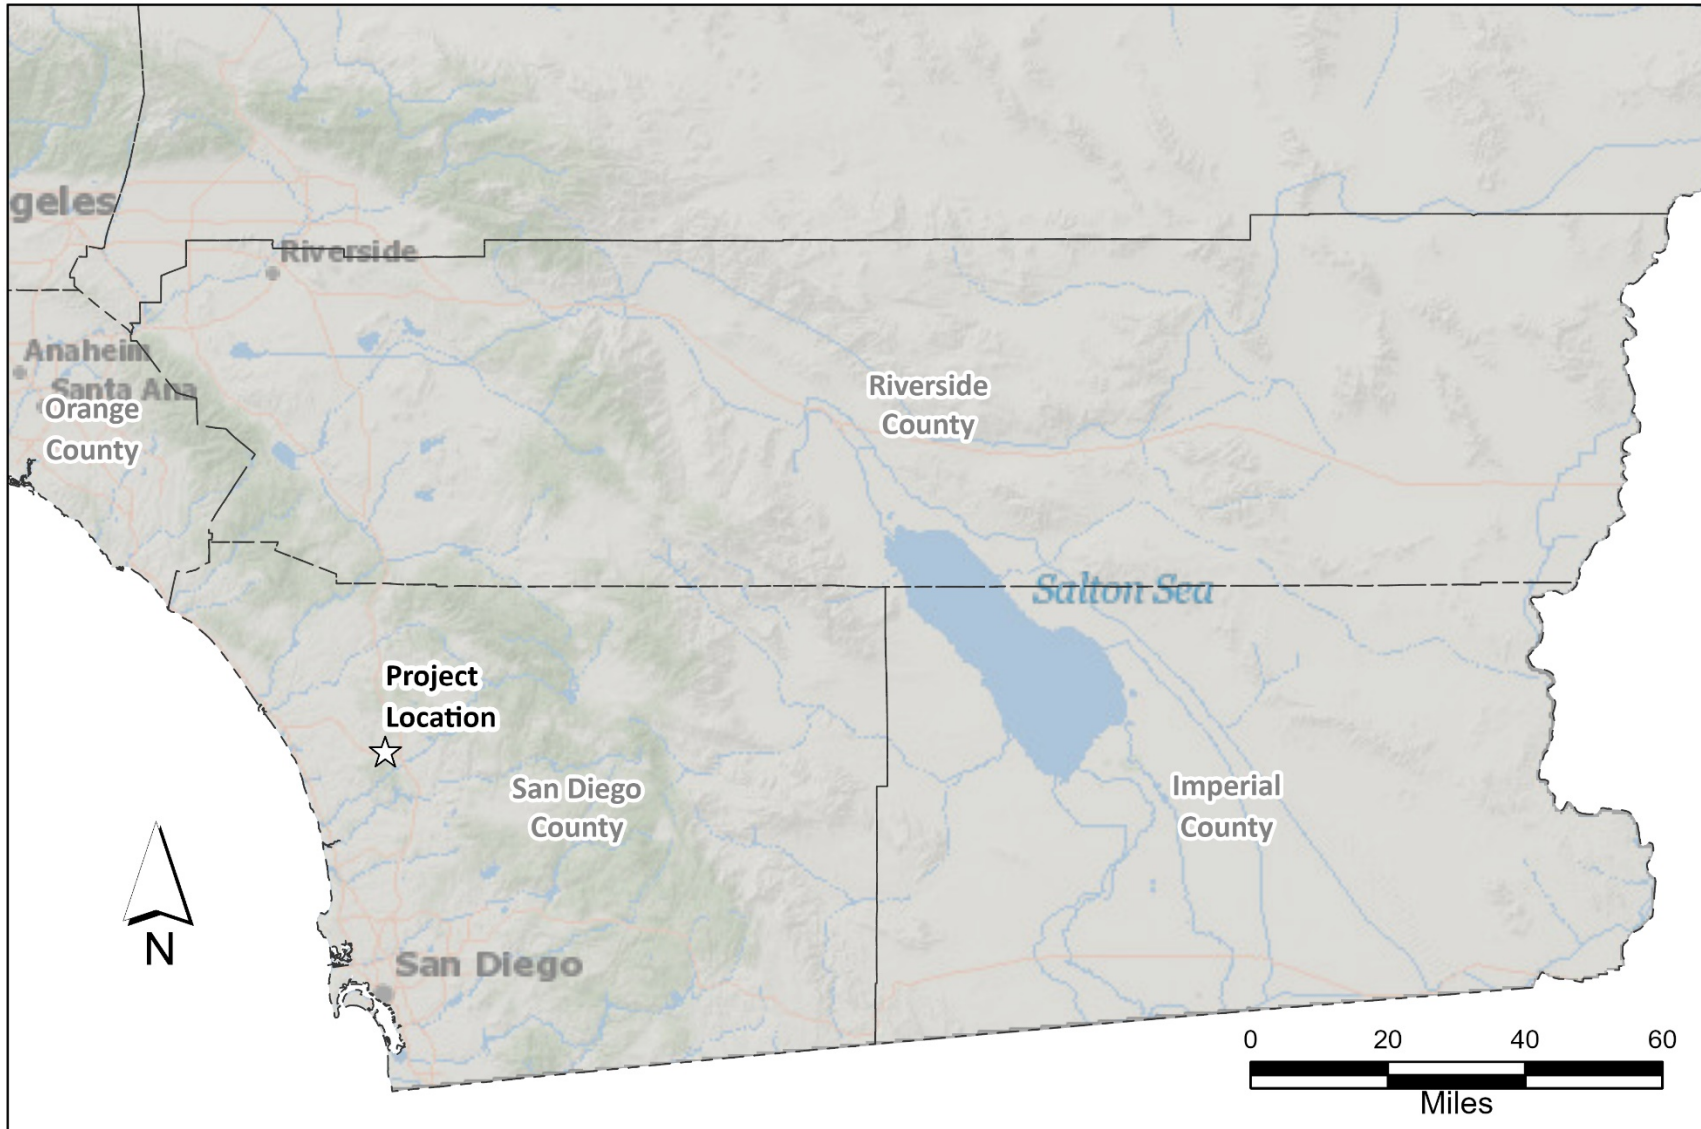 geles
Riverside
Anaheim
Santa Ana
Orange
County
Riverside
County
Salton Sea
Project
Location
San Diego
County
Imperial
County
N
San Diego
0 20 40 60
Miles